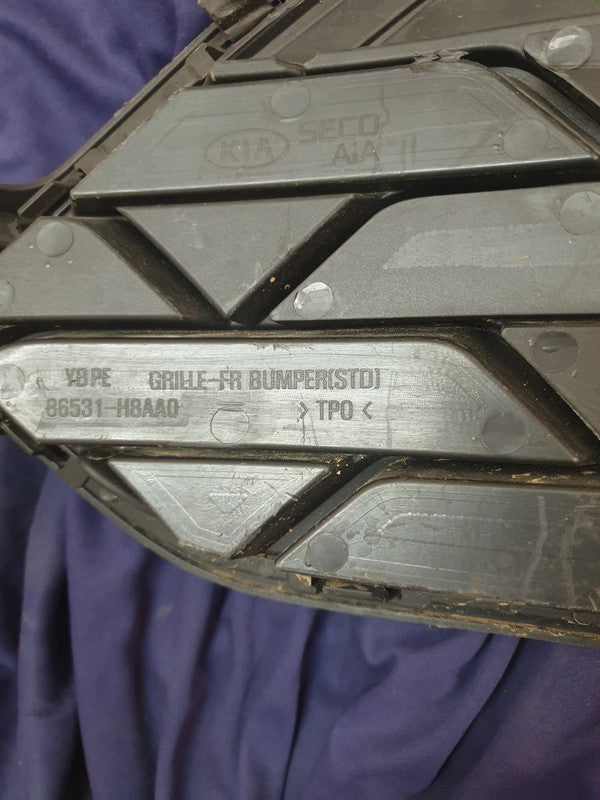 KIA
SECO
AIA
YB PE GRILLE-FR BUMPER(STD)
86531-H8AA0 >TPO<